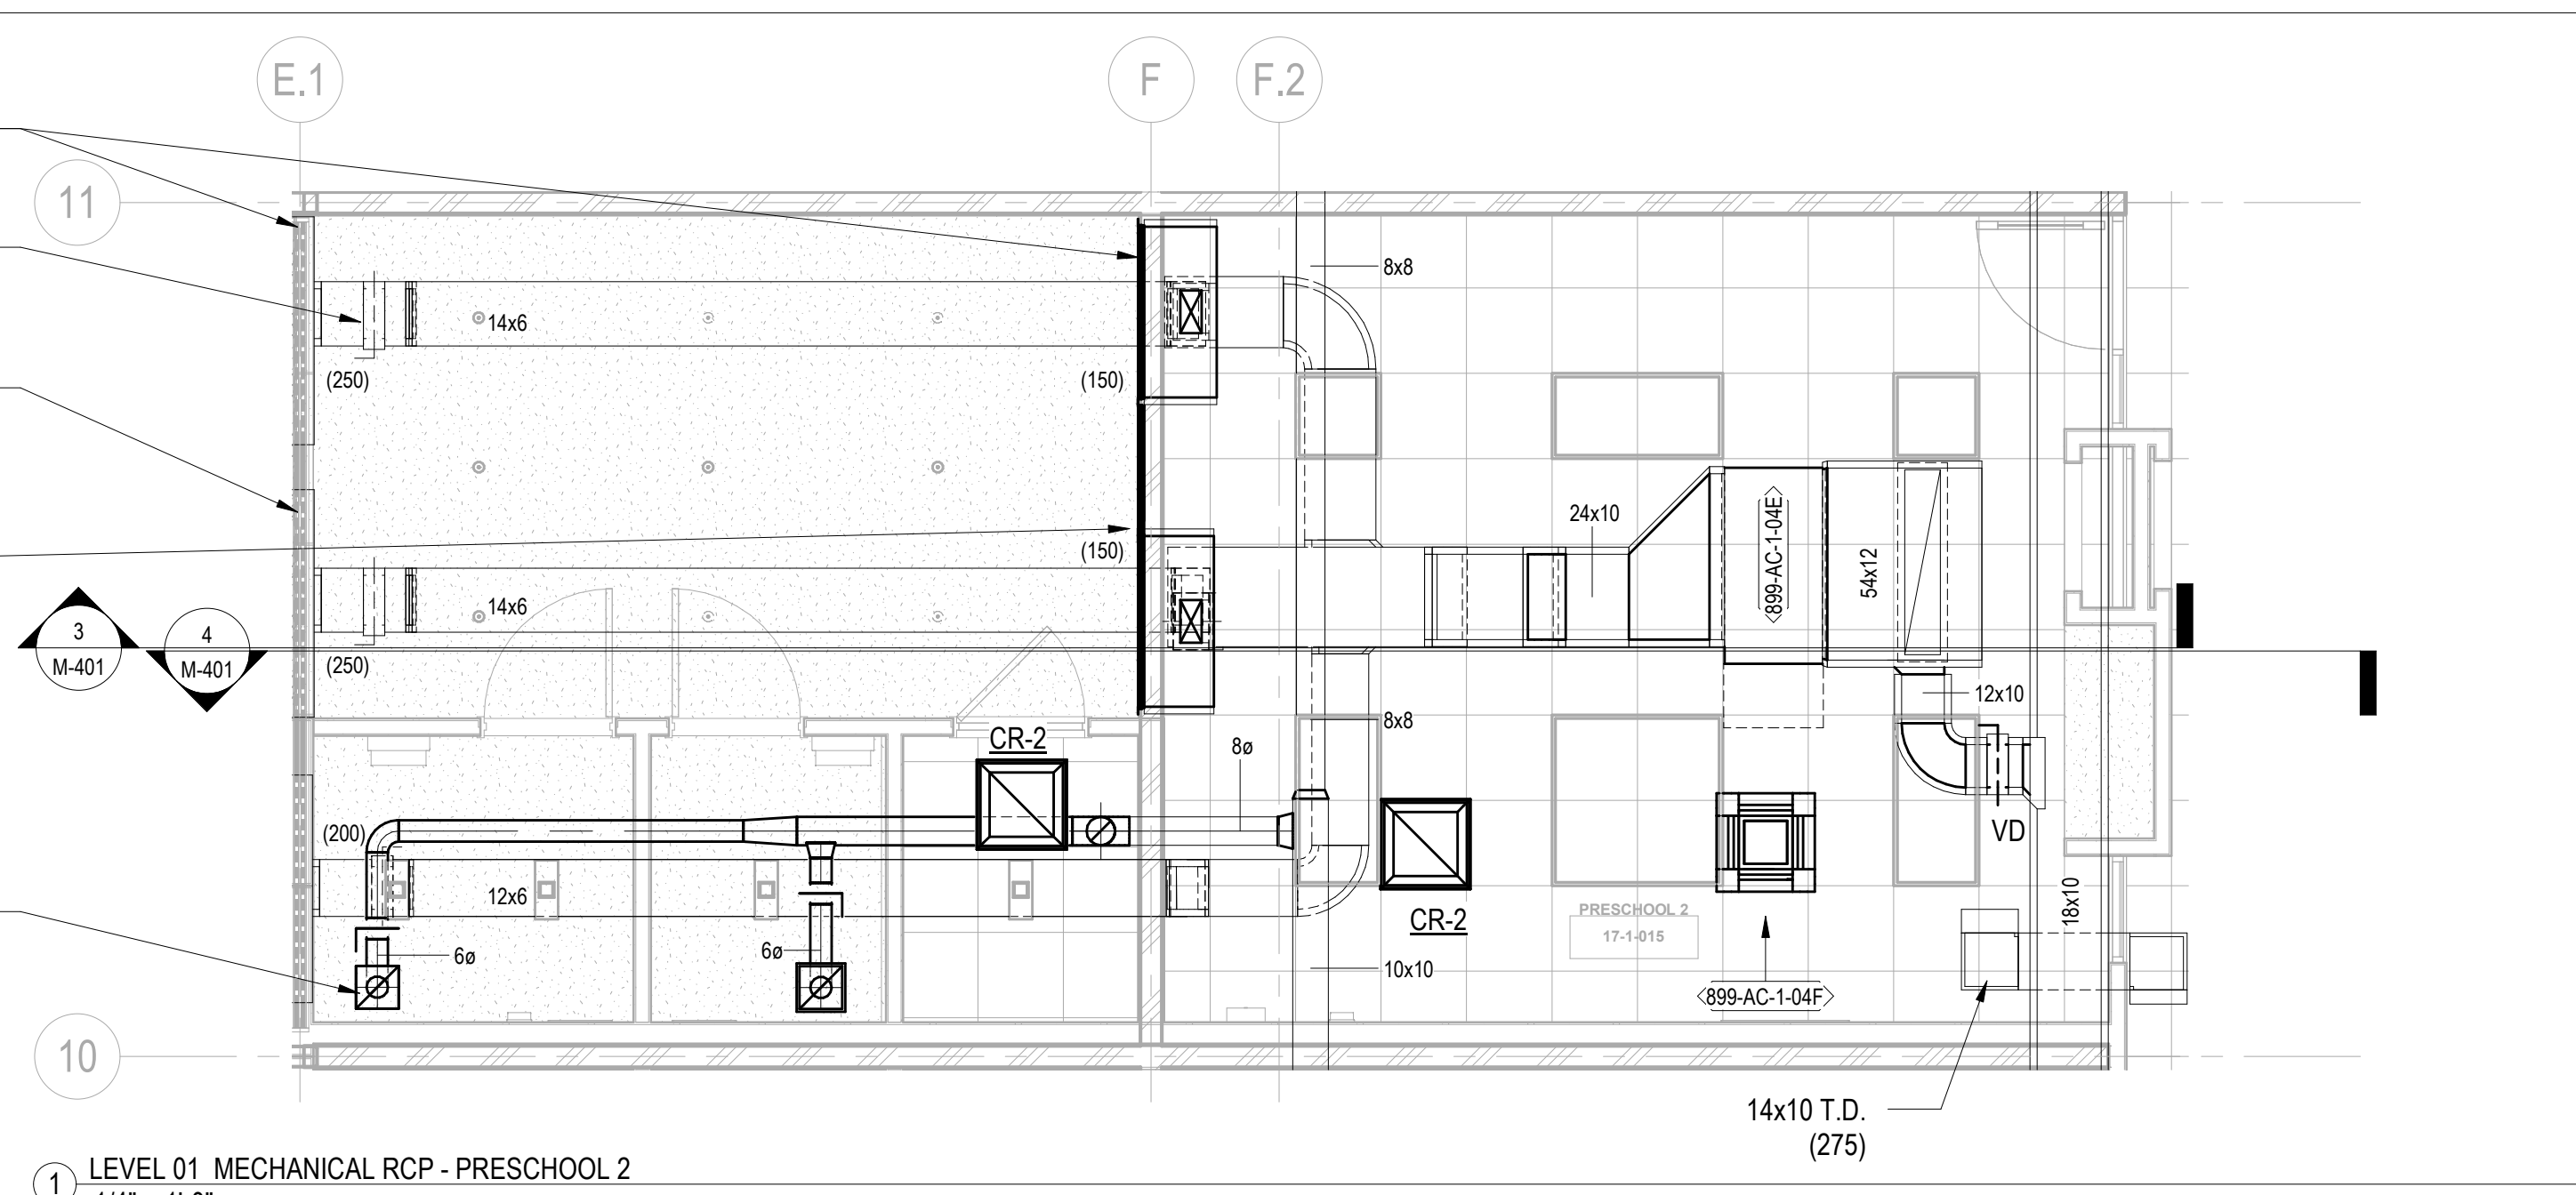 E.1
F
F.2
11
8x8
14x6
(250)
(150)
24x10
899-AC-1-04E
54x12
(150)
14x6
3
M-401
4
M-401
(250)
12x10
8x8
CR-2
8ø
(200)
VD
12x6
CR-2
PRESCHOOL 2
17-1-015
18x10
6ø
6ø
10x10
899-AC-1-04F
10
14x10 T.D.
(275)
1
LEVEL 01 MECHANICAL RCP - PRESCHOOL 2